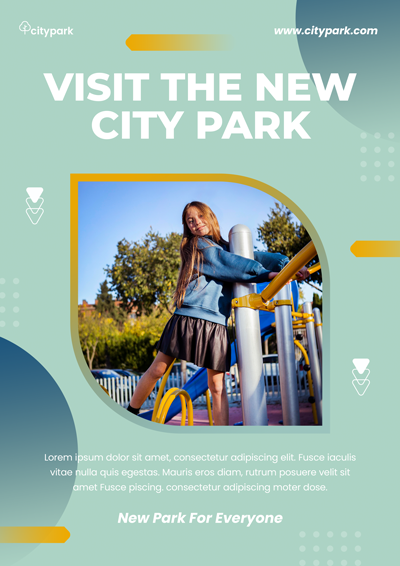 citypark
www.citypark.com
VISIT THE NEW
CITY PARK
Lorem ipsum dolor sit amet, consectetur adipiscing elit. Fusce iaculis
vitae nulla quis egestas. Mauris eros diam, rutrum posuere velit sit
amet Fusce piscing. consectetur adipiscing moter dose.
New Park For Everyone